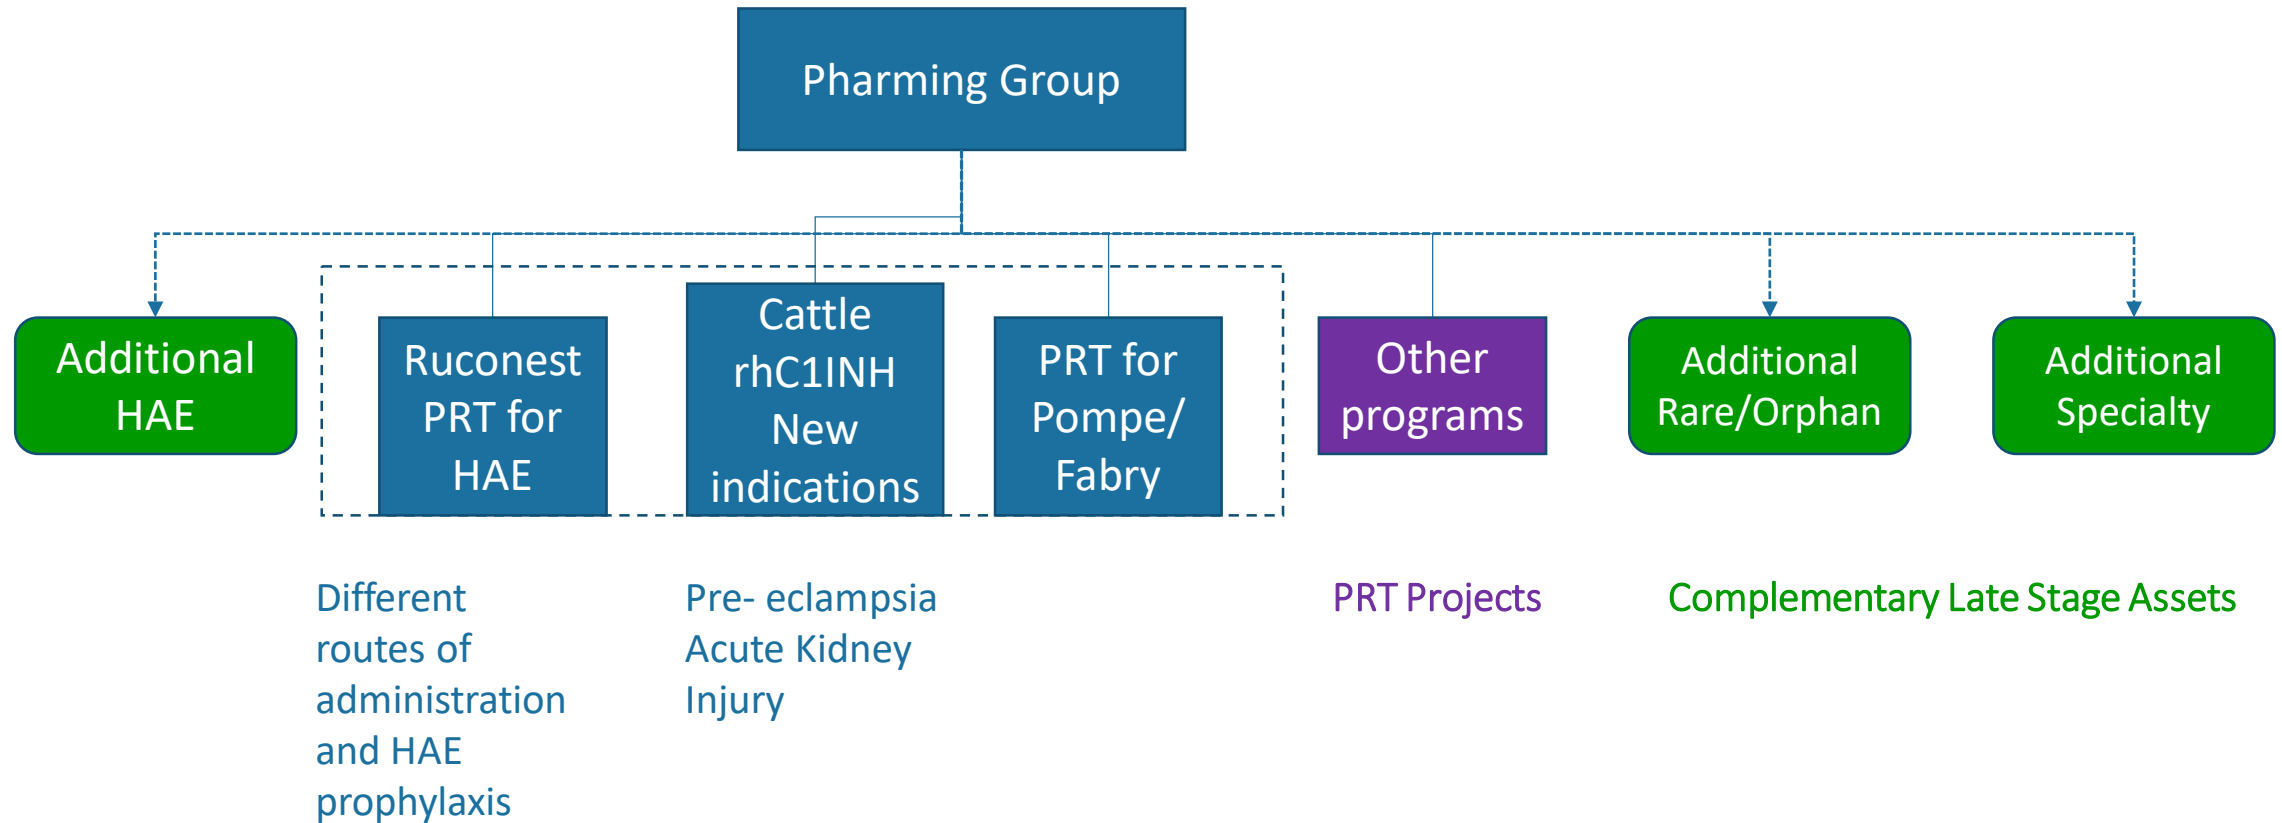 Pharming Group
Additional
HAE
Ruconest
PRT for
HAE
Cattle
rhC1INH
New
indications
PRT for
Pompe/
Fabry
Other
programs
Additional
Rare/Orphan
Additional
Specialty
Different
routes of
administration
and HAE
prophylaxis
Pre- eclampsia
Acute Kidney
Injury
PRT Projects
Complementary Late Stage Assets